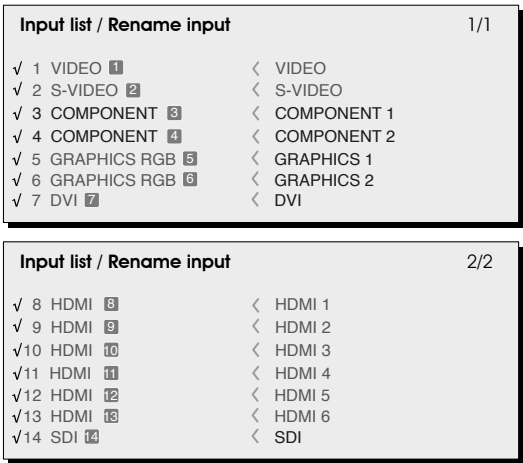 Input list / Rename input 1/1
√ 1 VIDEO 1 〈 VIDEO
√ 2 S-VIDEO 2 〈 S-VIDEO
√ 3 COMPONENT 3 〈 COMPONENT 1
√ 4 COMPONENT 4 〈 COMPONENT 2
√ 5 GRAPHICS RGB 5 〈 GRAPHICS 1
√ 6 GRAPHICS RGB 6 〈 GRAPHICS 2
√ 7 DVI 7 〈 DVI
Input list / Rename input 2/2
√ 8 HDMI 8 〈 HDMI 1
√ 9 HDMI 9 〈 HDMI 2
√10 HDMI 10 〈 HDMI 3
√11 HDMI 11 〈 HDMI 4
√12 HDMI 12 〈 HDMI 5
√13 HDMI 13 〈 HDMI 6
√14 SDI 14 〈 SDI